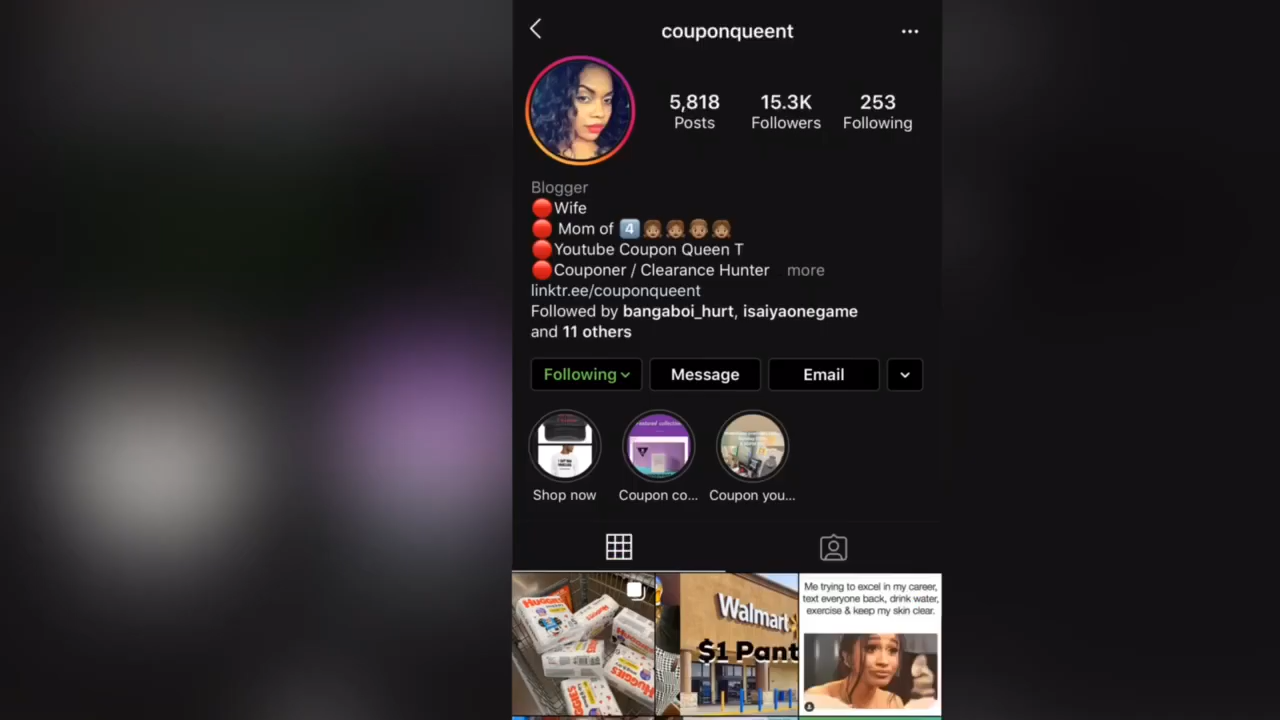 couponqueent
5,818
15.3K
253
Posts
Followers
Following
Blogger
🔴Wife
🔴 Mom of 4️⃣👧🏽👧🏽👦🏽👧🏽
🔴Youtube Coupon Queen T
🔴Couponer / Clearance Hunter more
linktr.ee/couponqueent
Followed by bangaboi_hurt, isaiyaonegame
and 11 others
Following
Message
Email
Shop now
Coupon co...
Coupon you...
HUGGIES
Walmart
$1 Pant
Me trying to excel in my career,
text everyone back, drink water,
exercise & keep my skin clear.